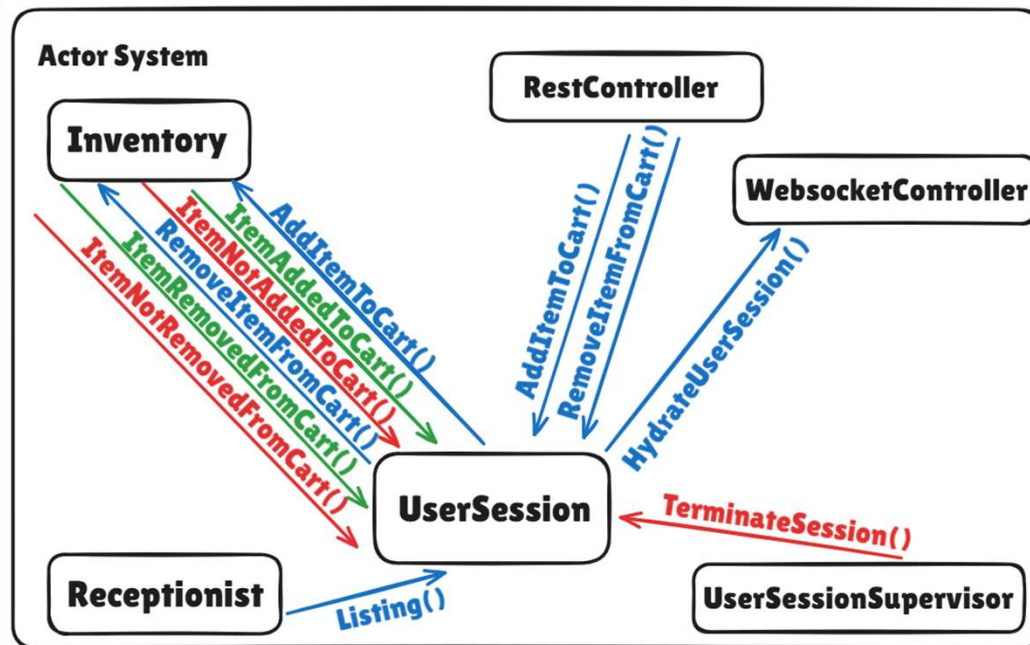 Actor System
RestController
Inventory
WebsocketController
AddItemToCart()
ItemAddedToCart()
ItemNotAddedToCart()
RemoveItemFromCart()
ItemRemovedFromCart()
ItemNotRemovedFromCart()
AddItemToCart()
RemoveItemFromCart()
HydrateUserSession()
UserSession
TerminateSession()
Receptionist
Listing()
UserSessionSupervisor